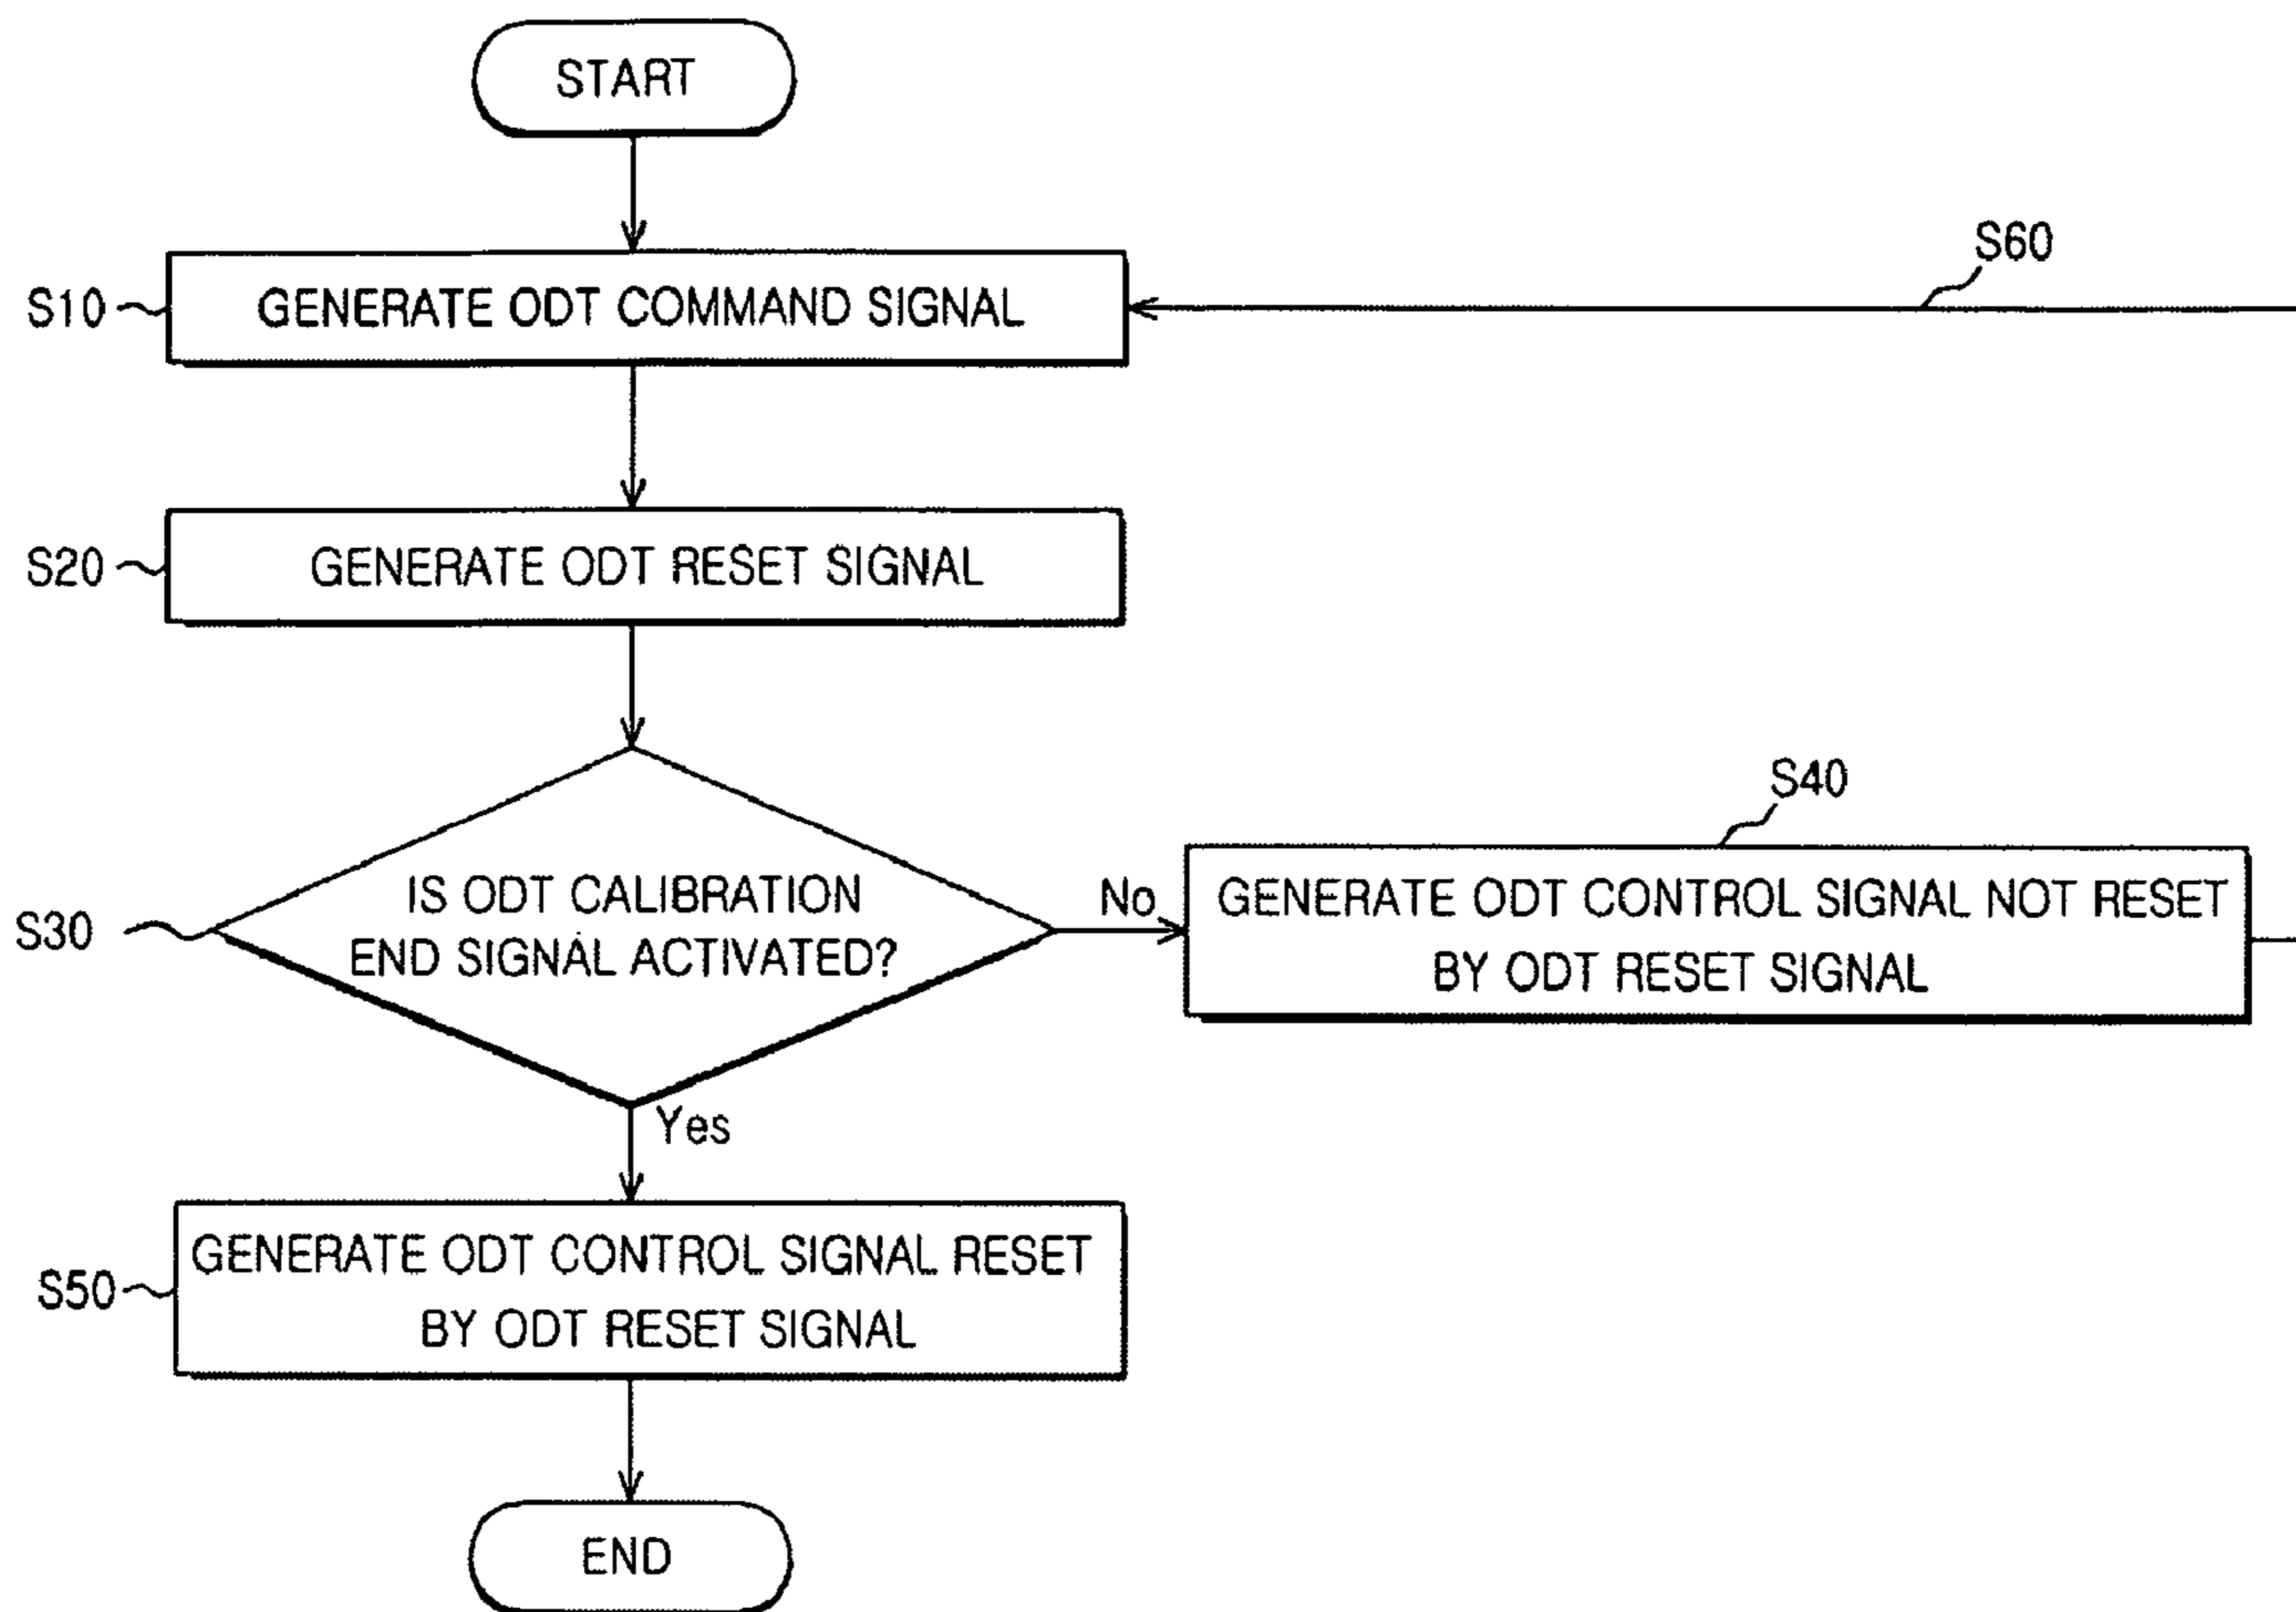 START
S60
S10
GENERATE ODT COMMAND SIGNAL
S20
GENERATE ODT RESET SIGNAL
S40
S30
IS ODT CALIBRATION
END SIGNAL ACTIVATED?
No
GENERATE ODT CONTROL SIGNAL NOT RESET
BY ODT RESET SIGNAL
Yes
S50
GENERATE ODT CONTROL SIGNAL RESET
BY ODT RESET SIGNAL
END